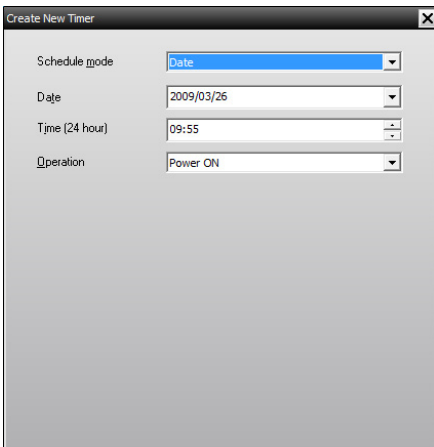 Create New Timer
Schedule mode Date
Date 2009/03/26
Time (24 hour) 09:55
Operation Power ON